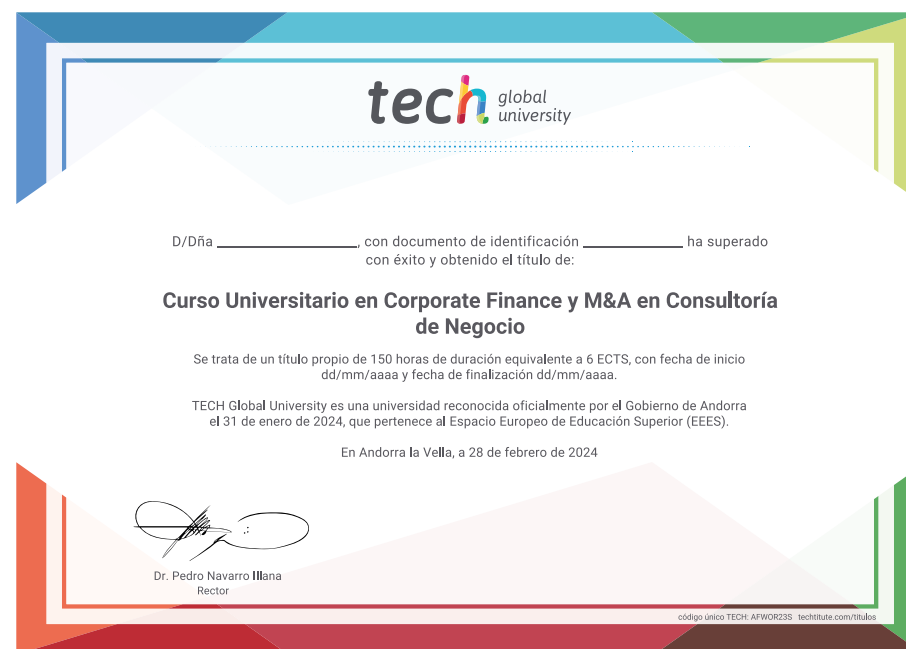 tech global university
D/Dña ____________________, con documento de identificación ______________ ha superado
con éxito y obtenido el título de:
Curso Universitario en Corporate Finance y M&A en Consultoría
de Negocio
Se trata de un título propio de 150 horas de duración equivalente a 6 ECTS, con fecha de inicio
dd/mm/aaaa y fecha de finalización dd/mm/aaaa.
TECH Global University es una universidad reconocida oficialmente por el Gobierno de Andorra
el 31 de enero de 2024, que pertenece al Espacio Europeo de Educación Superior (EEES).
En Andorra la Vella, a 28 de febrero de 2024
Dr. Pedro Navarro Illana
Rector
código único TECH: AFWOR23S techtitute.com/titulos